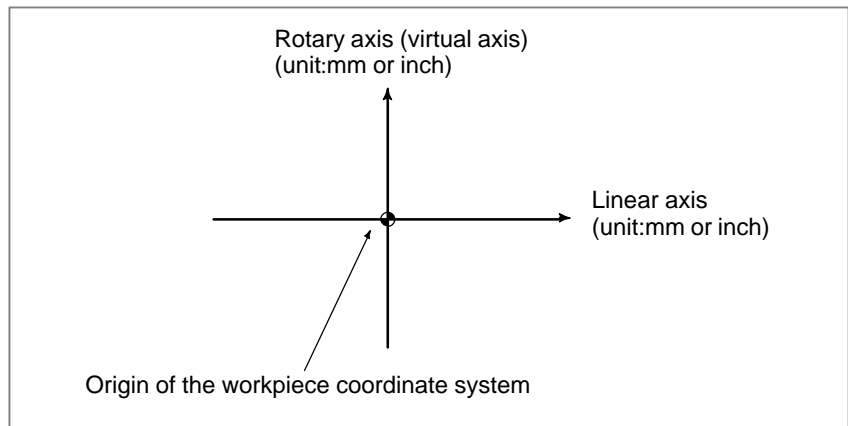 Rotary axis (virtual axis)
(unit:mm or inch)
Linear axis
(unit:mm or inch)
Origin of the workpiece coordinate system